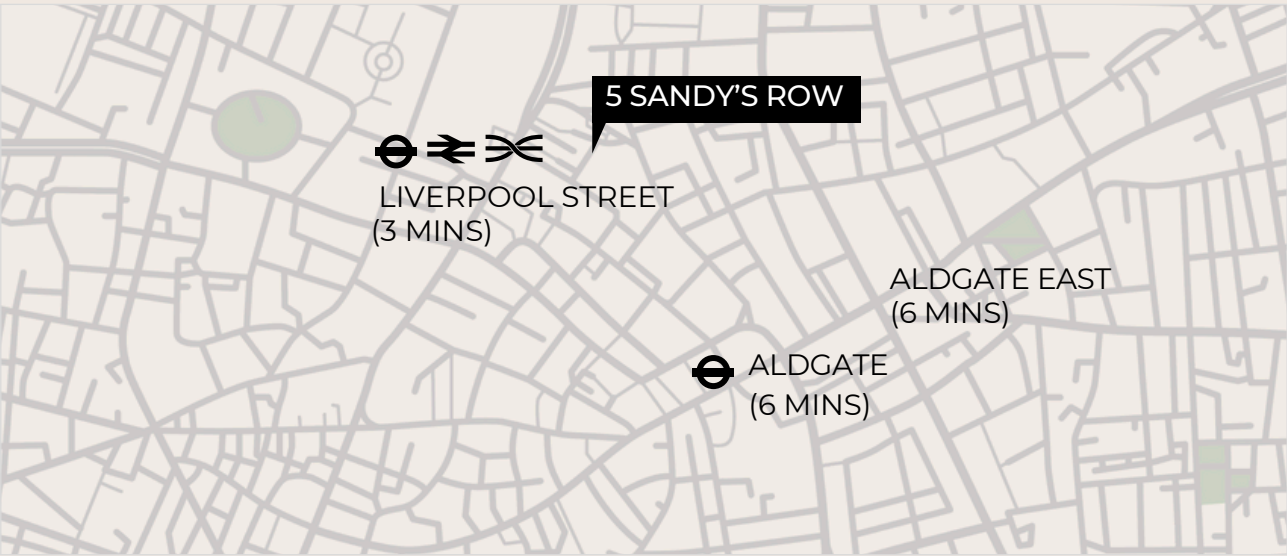 5 SANDY’S ROW
LIVERPOOL STREET
(3 MINS)
ALDGATE EAST
(6 MINS)
ALDGATE
(6 MINS)